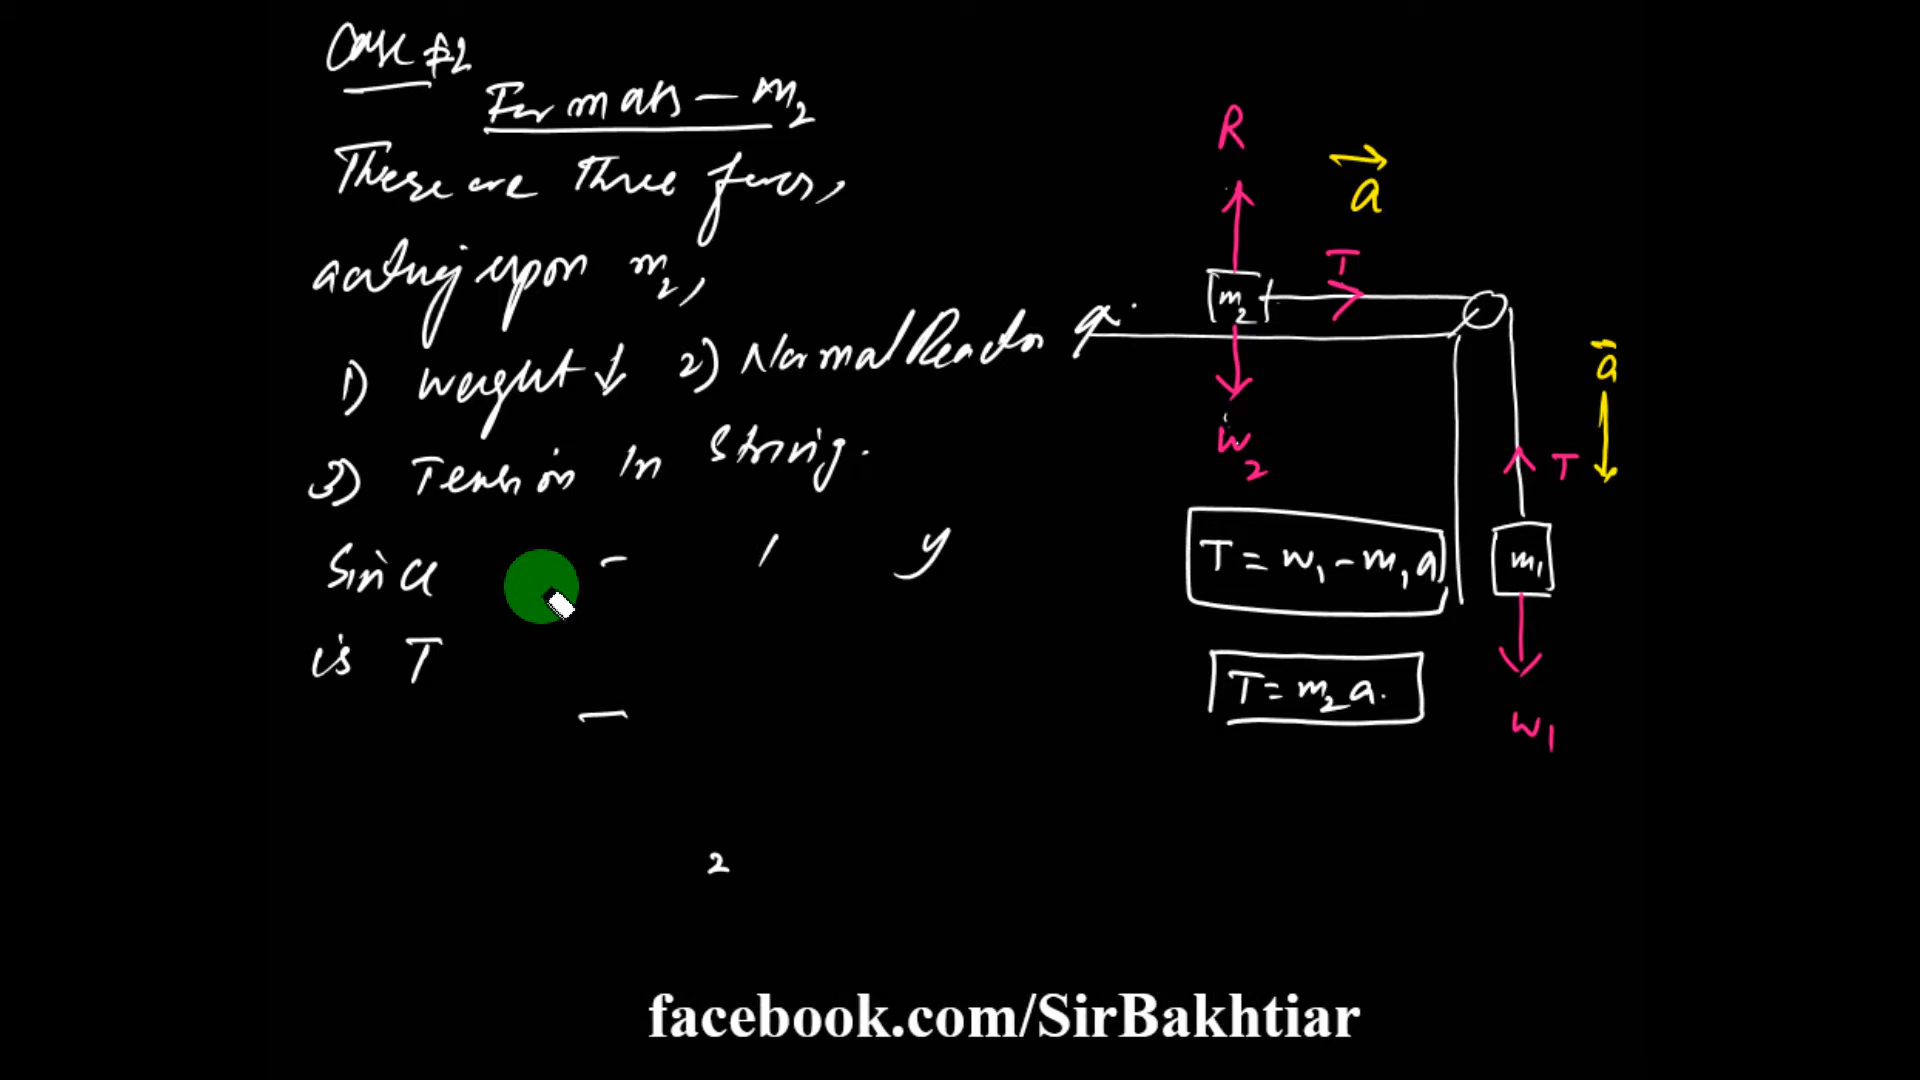 Case #2
For mass - m2
There are three forces,
acting upon m2,
1) weight ↓ 2) Normal Reaction
3) Tension in String.
Since
is T
2
R
a
T
m2
w2
a
T
T = w1 - m1a
m1
T = m2a.
w1
facebook.com/SirBakhtiar